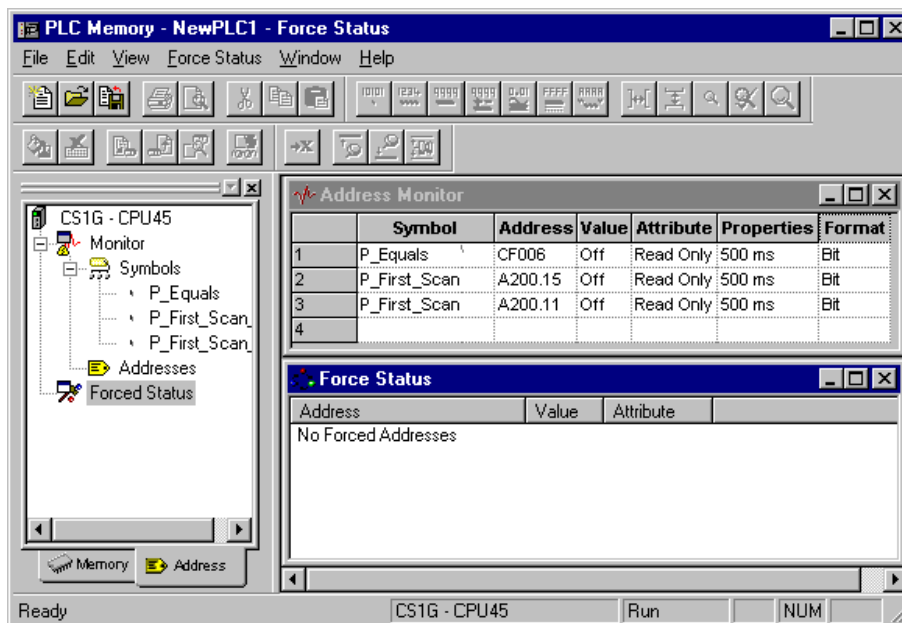 PLC Memory - NewPLC1 - Force Status
File Edit View Force Status Window Help
CS1G - CPU45
Monitor
Symbols
P_Equals
P_First_Scan_
P_First_Scan_
Addresses
Forced Status
Memory Address
Address Monitor
Symbol Address Value Attribute Properties Format
1 P_Equals CF006 Off Read Only 500 ms Bit
2 P_First_Scan A200.15 Off Read Only 500 ms Bit
3 P_First_Scan A200.11 Off Read Only 500 ms Bit
4
Force Status
Address Value Attribute
No Forced Addresses
Ready CS1G - CPU45 Run NUM